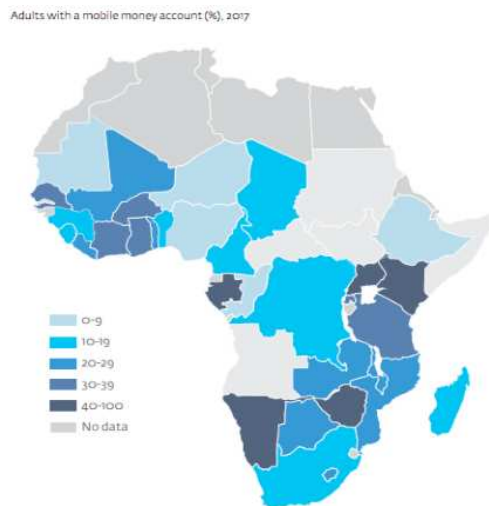 Adults with a mobile money account (%), 2017
0-9
10-19
20-29
30-39
40-100
No data